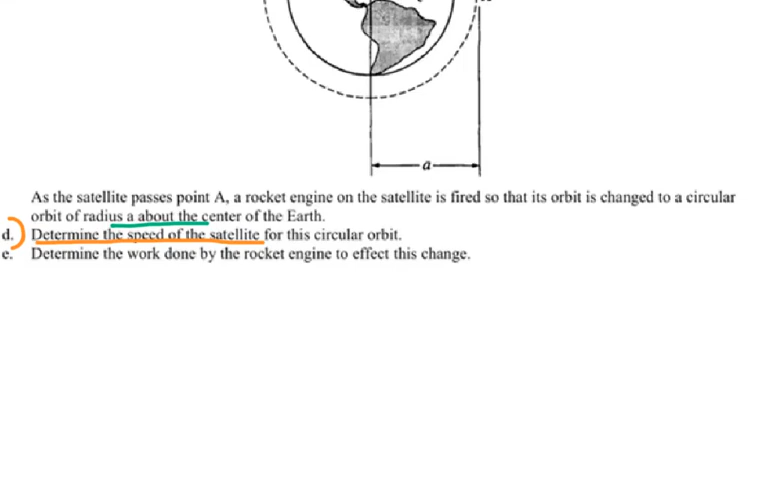 a
As the satellite passes point A, a rocket engine on the satellite is fired so that its orbit is changed to a circular
orbit of radius a about the center of the Earth.
d. Determine the speed of the satellite for this circular orbit.
e. Determine the work done by the rocket engine to effect this change.